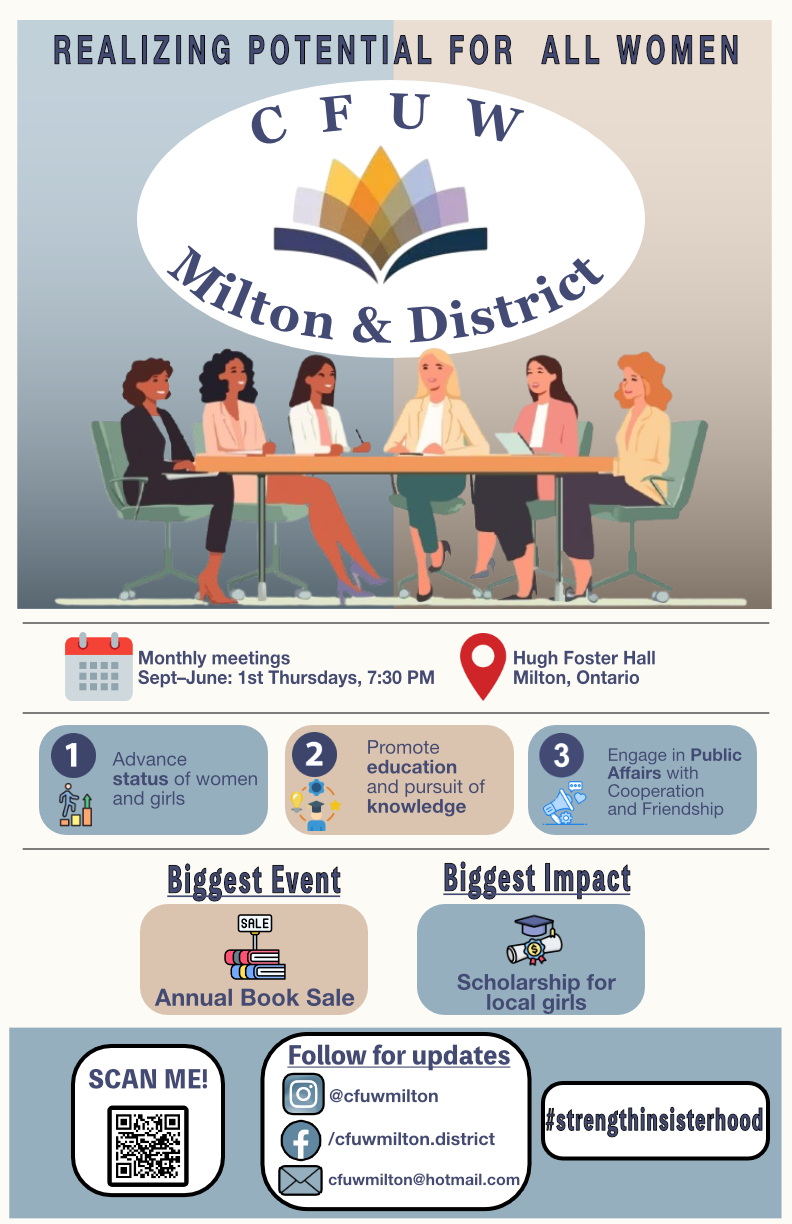 REALIZING POTENTIAL FOR ALL WOMEN
C F U W
Milton & District
Monthly meetings
Sept–June: 1st Thursdays, 7:30 PM
Hugh Foster Hall
Milton, Ontario
1
Advance
status of women
and girls
2
Promote
education
and pursuit of
knowledge
3
Engage in Public
Affairs with
Cooperation
and Friendship
Biggest Event
SALE
Annual Book Sale
Biggest Impact
Scholarship for
local girls
SCAN ME!
Follow for updates
@cfuwmilton
/cfuwmilton.district
cfuwmilton@hotmail.com
#strengthinsisterhood